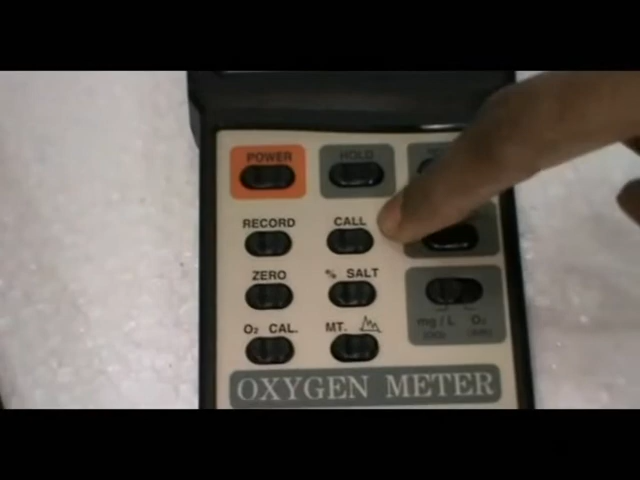 POWER HOLD
RECORD CALL
ZERO % SALT
O₂ CAL. MT.
mg / L O₂
OXYGEN METER